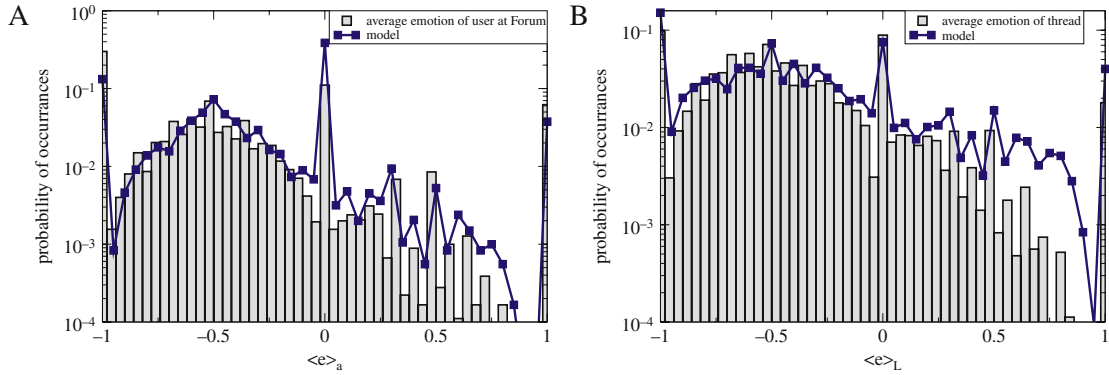 A
average emotion of user at Forum
model
probability of occurrances
10⁰
10⁻¹
10⁻²
10⁻³
10⁻⁴
−1
−0.5
0
0.5
1
<e>ₐ
B
average emotion of thread
model
probability of occurrances
10⁻¹
10⁻²
10⁻³
10⁻⁴
−1
−0.5
0
0.5
1
<e>L